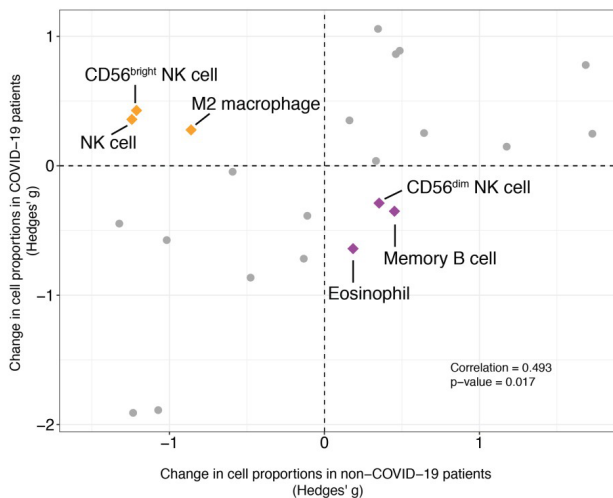 1
CD56bright NK cell
M2 macrophage
NK cell
0
CD56dim NK cell
Memory B cell
Eosinophil
−1
Correlation = 0.493
p−value = 0.017
−2
−1
0
1
Change in cell proportions in COVID−19 patients
(Hedges' g)
Change in cell proportions in non−COVID−19 patients
(Hedges' g)